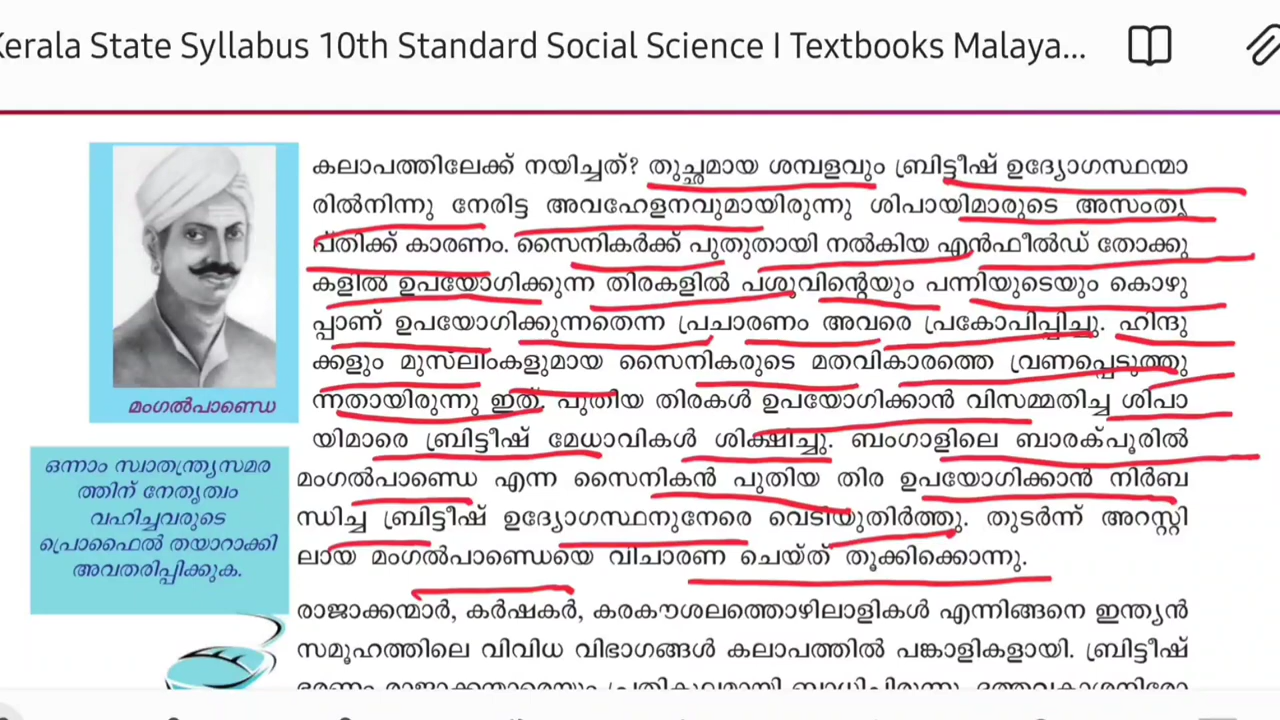 Kerala State Syllabus 10th Standard Social Science I Textbooks Malaya...
കലാപത്തിലേക്ക് നയിച്ചത്? തുച്ഛമായ ശമ്പളവും ബ്രിട്ടീഷ് ഉദ്യോഗസ്ഥന്മാ
രിൽനിന്നു നേരിട്ട അവഹേളനവുമായിരുന്നു ശിപായിമാരുടെ അസംതൃ
പ്തിക്ക് കാരണം. സൈനികർക്ക് പുതുതായി നൽകിയ എൻഫീൽഡ് തോക്കു
കളിൽ ഉപയോഗിക്കുന്ന തിരകളിൽ പശുവിന്റെയും പന്നിയുടെയും കൊഴു
പ്പാണ് ഉപയോഗിക്കുന്നതെന്ന പ്രചാരണം അവരെ പ്രകോപിപ്പിച്ചു. ഹിന്ദു
ക്കളും മുസ്‌ലിംകളുമായ സൈനികരുടെ മതവികാരത്തെ വ്രണപ്പെടുത്തു
ന്നതായിരുന്നു ഇത്. പുതിയ തിരകൾ ഉപയോഗിക്കാൻ വിസമ്മതിച്ച ശിപാ
യിമാരെ ബ്രിട്ടീഷ് മേധാവികൾ ശിക്ഷിച്ചു. ബംഗാളിലെ ബാരക്പൂരിൽ
മംഗൽപാണ്ഡെ എന്ന സൈനികൻ പുതിയ തിര ഉപയോഗിക്കാൻ നിർബ
ന്ധിച്ച ബ്രിട്ടീഷ് ഉദ്യോഗസ്ഥനുനേരെ വെടിയുതിർത്തു. തുടർന്ന് അറസ്റ്റി
ലായ മംഗൽപാണ്ഡെയെ വിചാരണ ചെയ്ത് തൂക്കിക്കൊന്നു.
രാജാക്കന്മാർ, കർഷകർ, കരകൗശലത്തൊഴിലാളികൾ എന്നിങ്ങനെ ഇന്ത്യൻ
സമൂഹത്തിലെ വിവിധ വിഭാഗങ്ങൾ കലാപത്തിൽ പങ്കാളികളായി. ബ്രിട്ടീഷ്
മംഗൽപാണ്ഡെ
ഒന്നാം സ്വാതന്ത്ര്യസമര
ത്തിന് നേതൃത്വം
വഹിച്ചവരുടെ
പ്രൊഫൈൽ തയാറാക്കി
അവതരിപ്പിക്കുക.